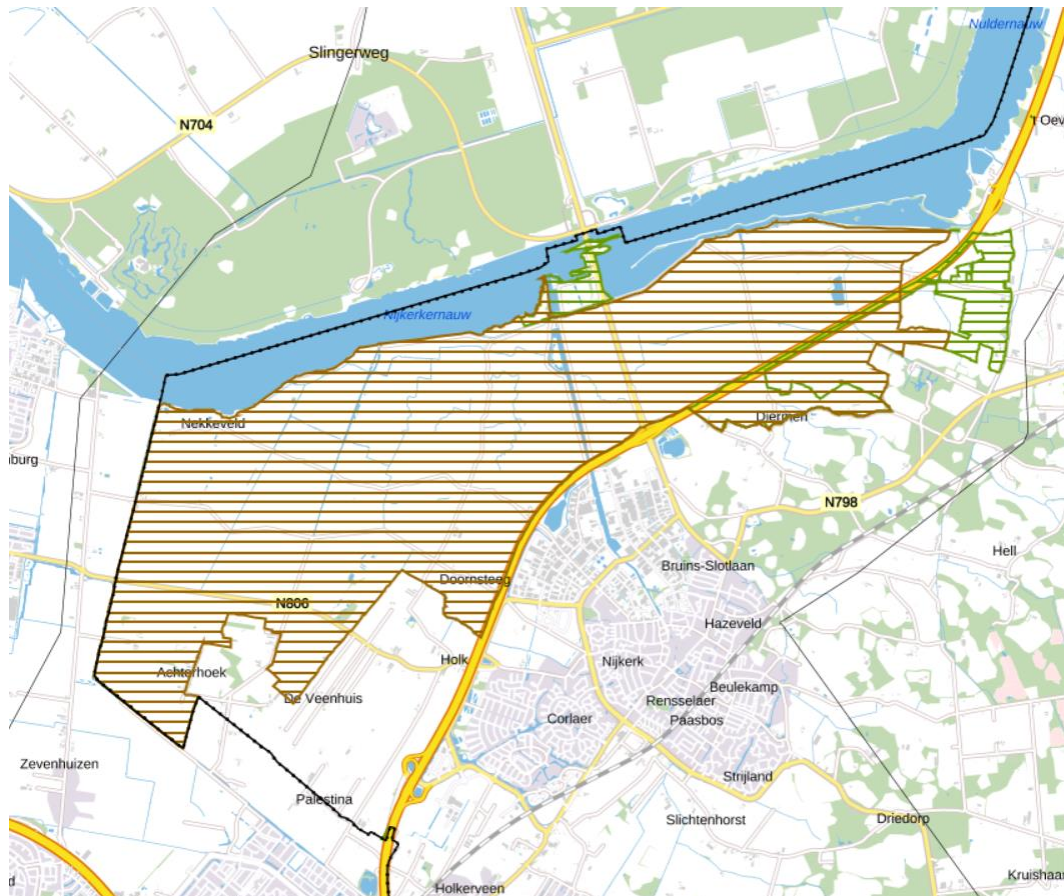 Nuldernauw
Slingerweg
N704
't Oev
Nijkerkernauw
Nekkeveld
Diermen
burg
N798
Hell
Bruins-Slotlaan
Doornsteeg
N806
Hazeveld
Holk
Nijkerk
Achterhoek
De Veenhuis
Rensselaer
Beulekamp
Corlaer
Paasbos
Zevenhuizen
Strijland
Palestina
Slichtenhorst
Driedorp
Kruishaa
d
Holkerveen